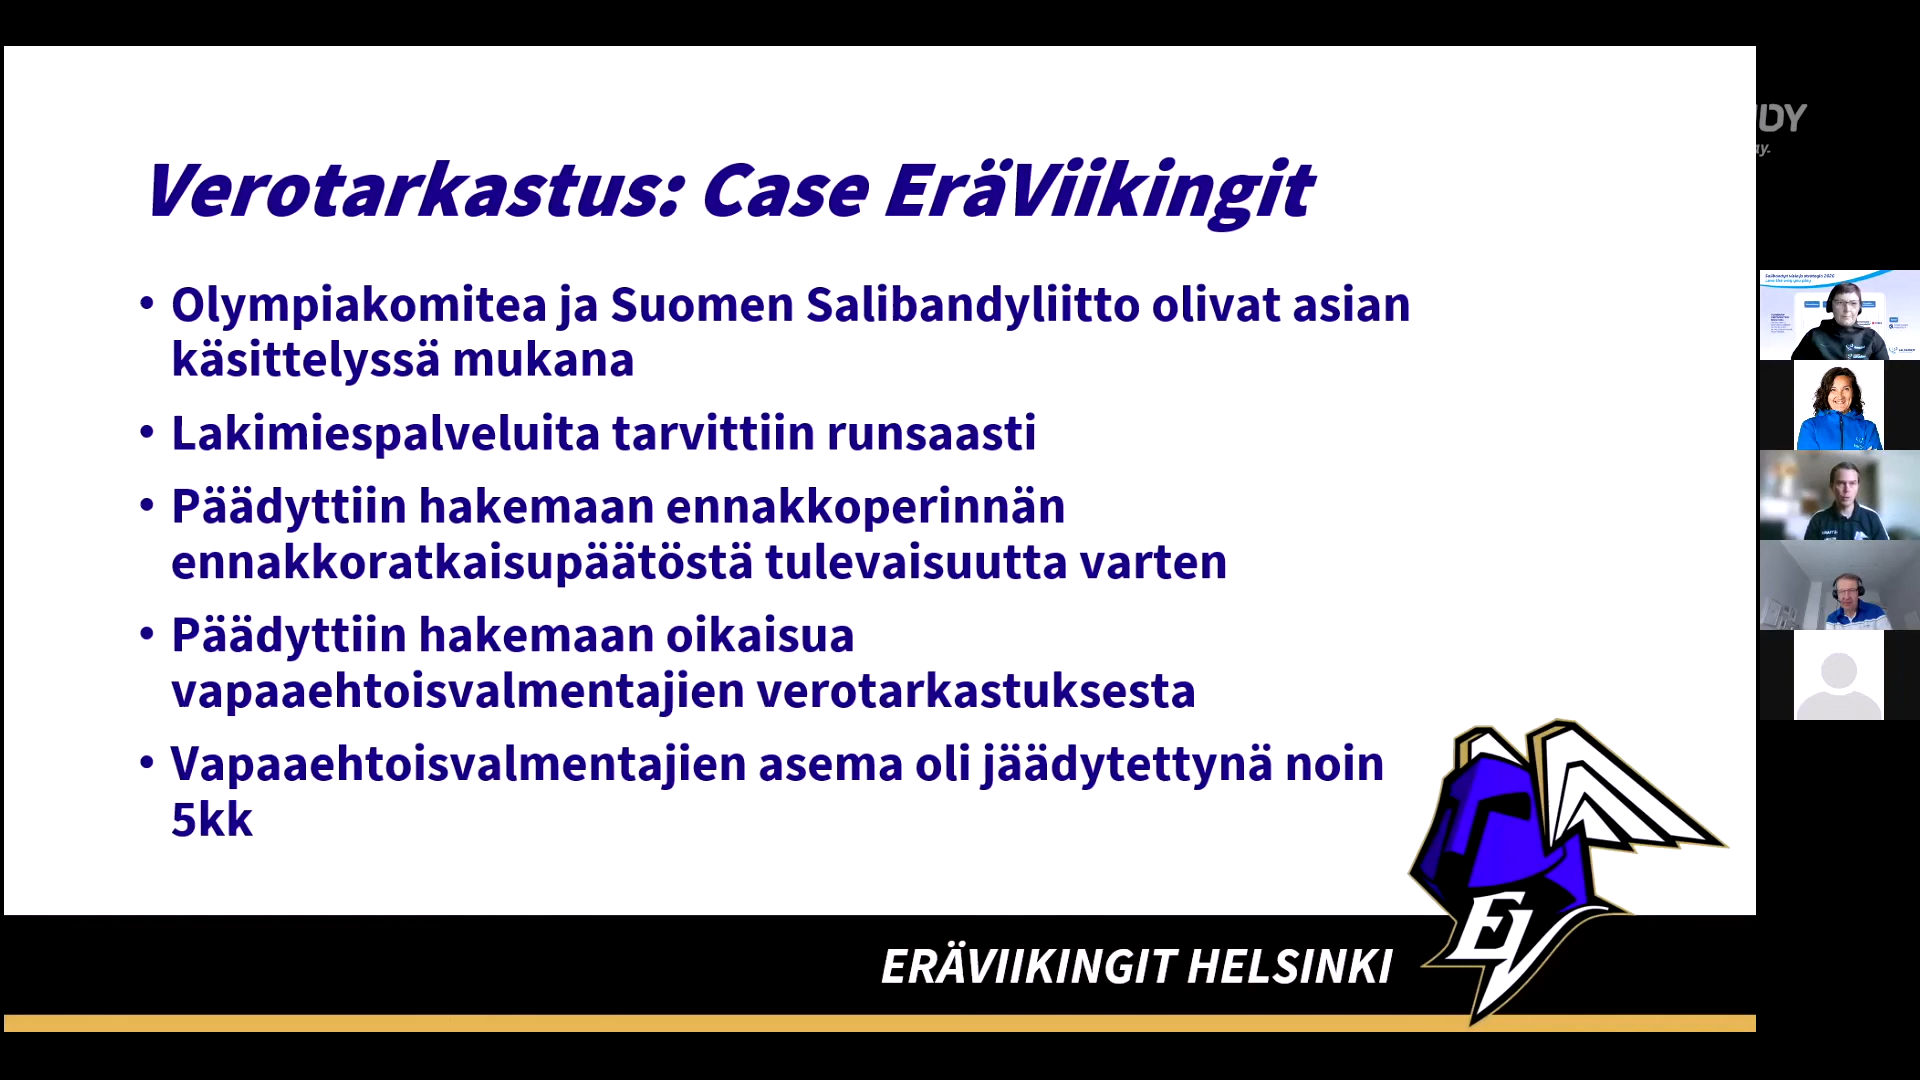 Verotarkastus: Case EräViikingit
• Olympiakomitea ja Suomen Salibandyliitto olivat asian
käsittelyssä mukana
• Lakimiespalveluita tarvittiin runsaasti
• Päädyttiin hakemaan ennakkoperinnän
ennakkoratkaisupäätöstä tulevaisuutta varten
• Päädyttiin hakemaan oikaisua
vapaaehtoisvalmentajien verotarkastuksesta
• Vapaaehtoisvalmentajien asema oli jäädytettynä noin
5kk
EV
ERÄVIIKINGIT HELSINKI